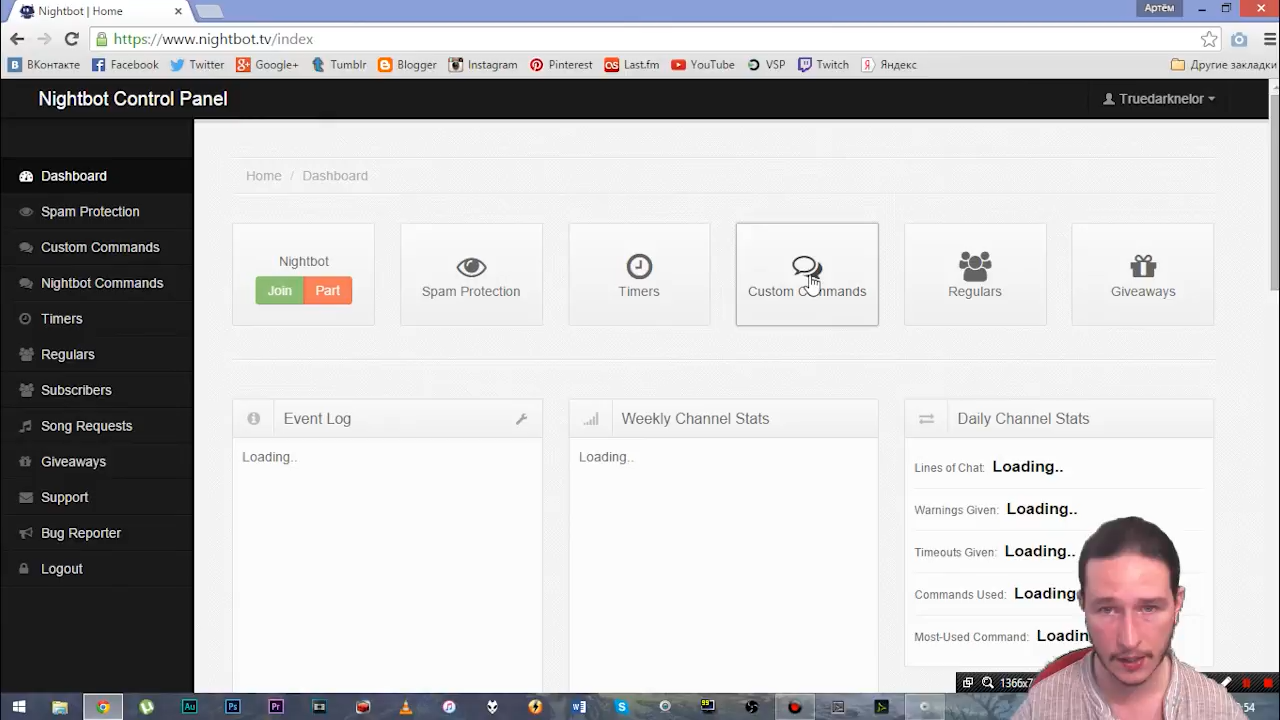 Nightbot | Home
Артём
https://www.nightbot.tv/index
ВКонтакте Facebook Twitter Google+ Tumblr Blogger Instagram Pinterest Last.fm YouTube VSP Twitch Яндекс Другие закладки
Nightbot Control Panel
Truedarknelor
Dashboard
Spam Protection
Custom Commands
Nightbot Commands
Timers
Regulars
Subscribers
Song Requests
Giveaways
Support
Bug Reporter
Logout
Home / Dashboard
Nightbot
Join Part
Spam Protection
Timers
Custom Commands
Regulars
Giveaways
Event Log
Loading..
Weekly Channel Stats
Loading..
Daily Channel Stats
Lines of Chat: Loading..
Warnings Given: Loading..
Timeouts Given: Loading..
Commands Used: Loading
Most-Used Command: Loadin
1366x7
54